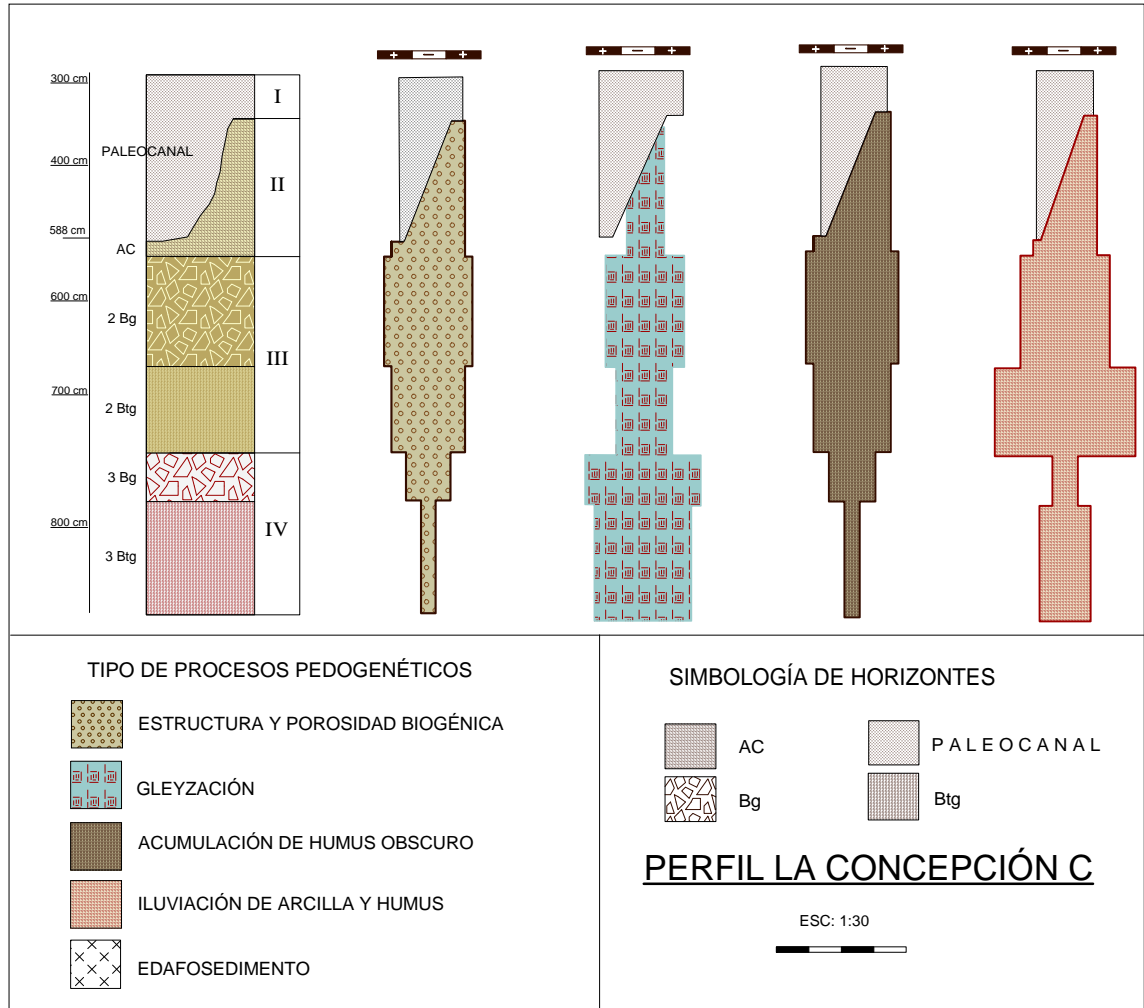 + − +
+ − +
+ − +
+ − +
300 cm
I
PALEOCANAL
400 cm
II
588 cm
AC
600 cm
2 Bg
III
700 cm
2 Btg
3 Bg
IV
800 cm
3 Btg
TIPO DE PROCESOS PEDOGENÉTICOS
ESTRUCTURA Y POROSIDAD BIOGÉNICA
GLEYZACIÓN
ACUMULACIÓN DE HUMUS OBSCURO
ILUVIACIÓN DE ARCILLA Y HUMUS
EDAFOSEDIMENTO
SIMBOLOGÍA DE HORIZONTES
AC
P A L E O C A N A L
Bg
Btg
PERFIL LA CONCEPCIÓN C
ESC: 1:30